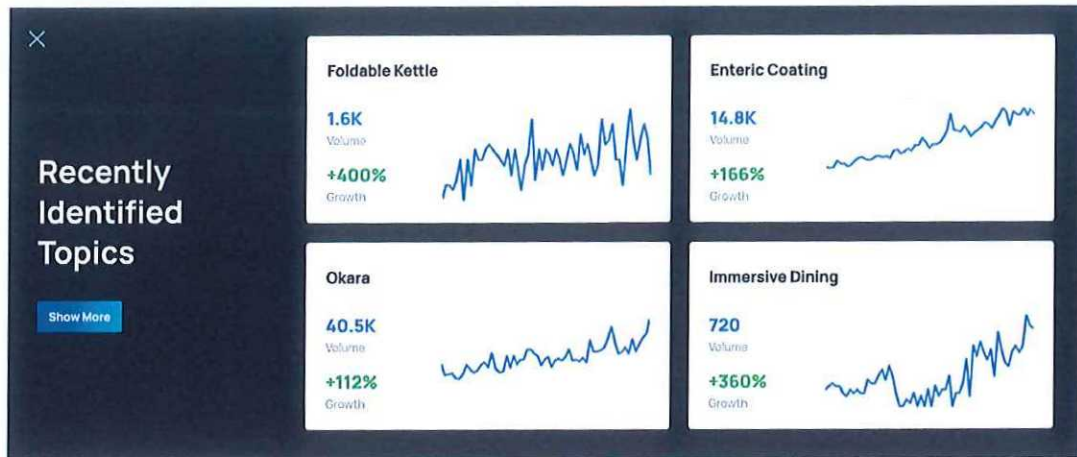 Recently
Identified
Topics
Show More
Foldable Kettle
1.6K
Volume
+400%
Growth
Enteric Coating
14.8K
Volume
+166%
Growth
Okara
40.5K
Volume
+112%
Growth
Immersive Dining
720
Volume
+360%
Growth